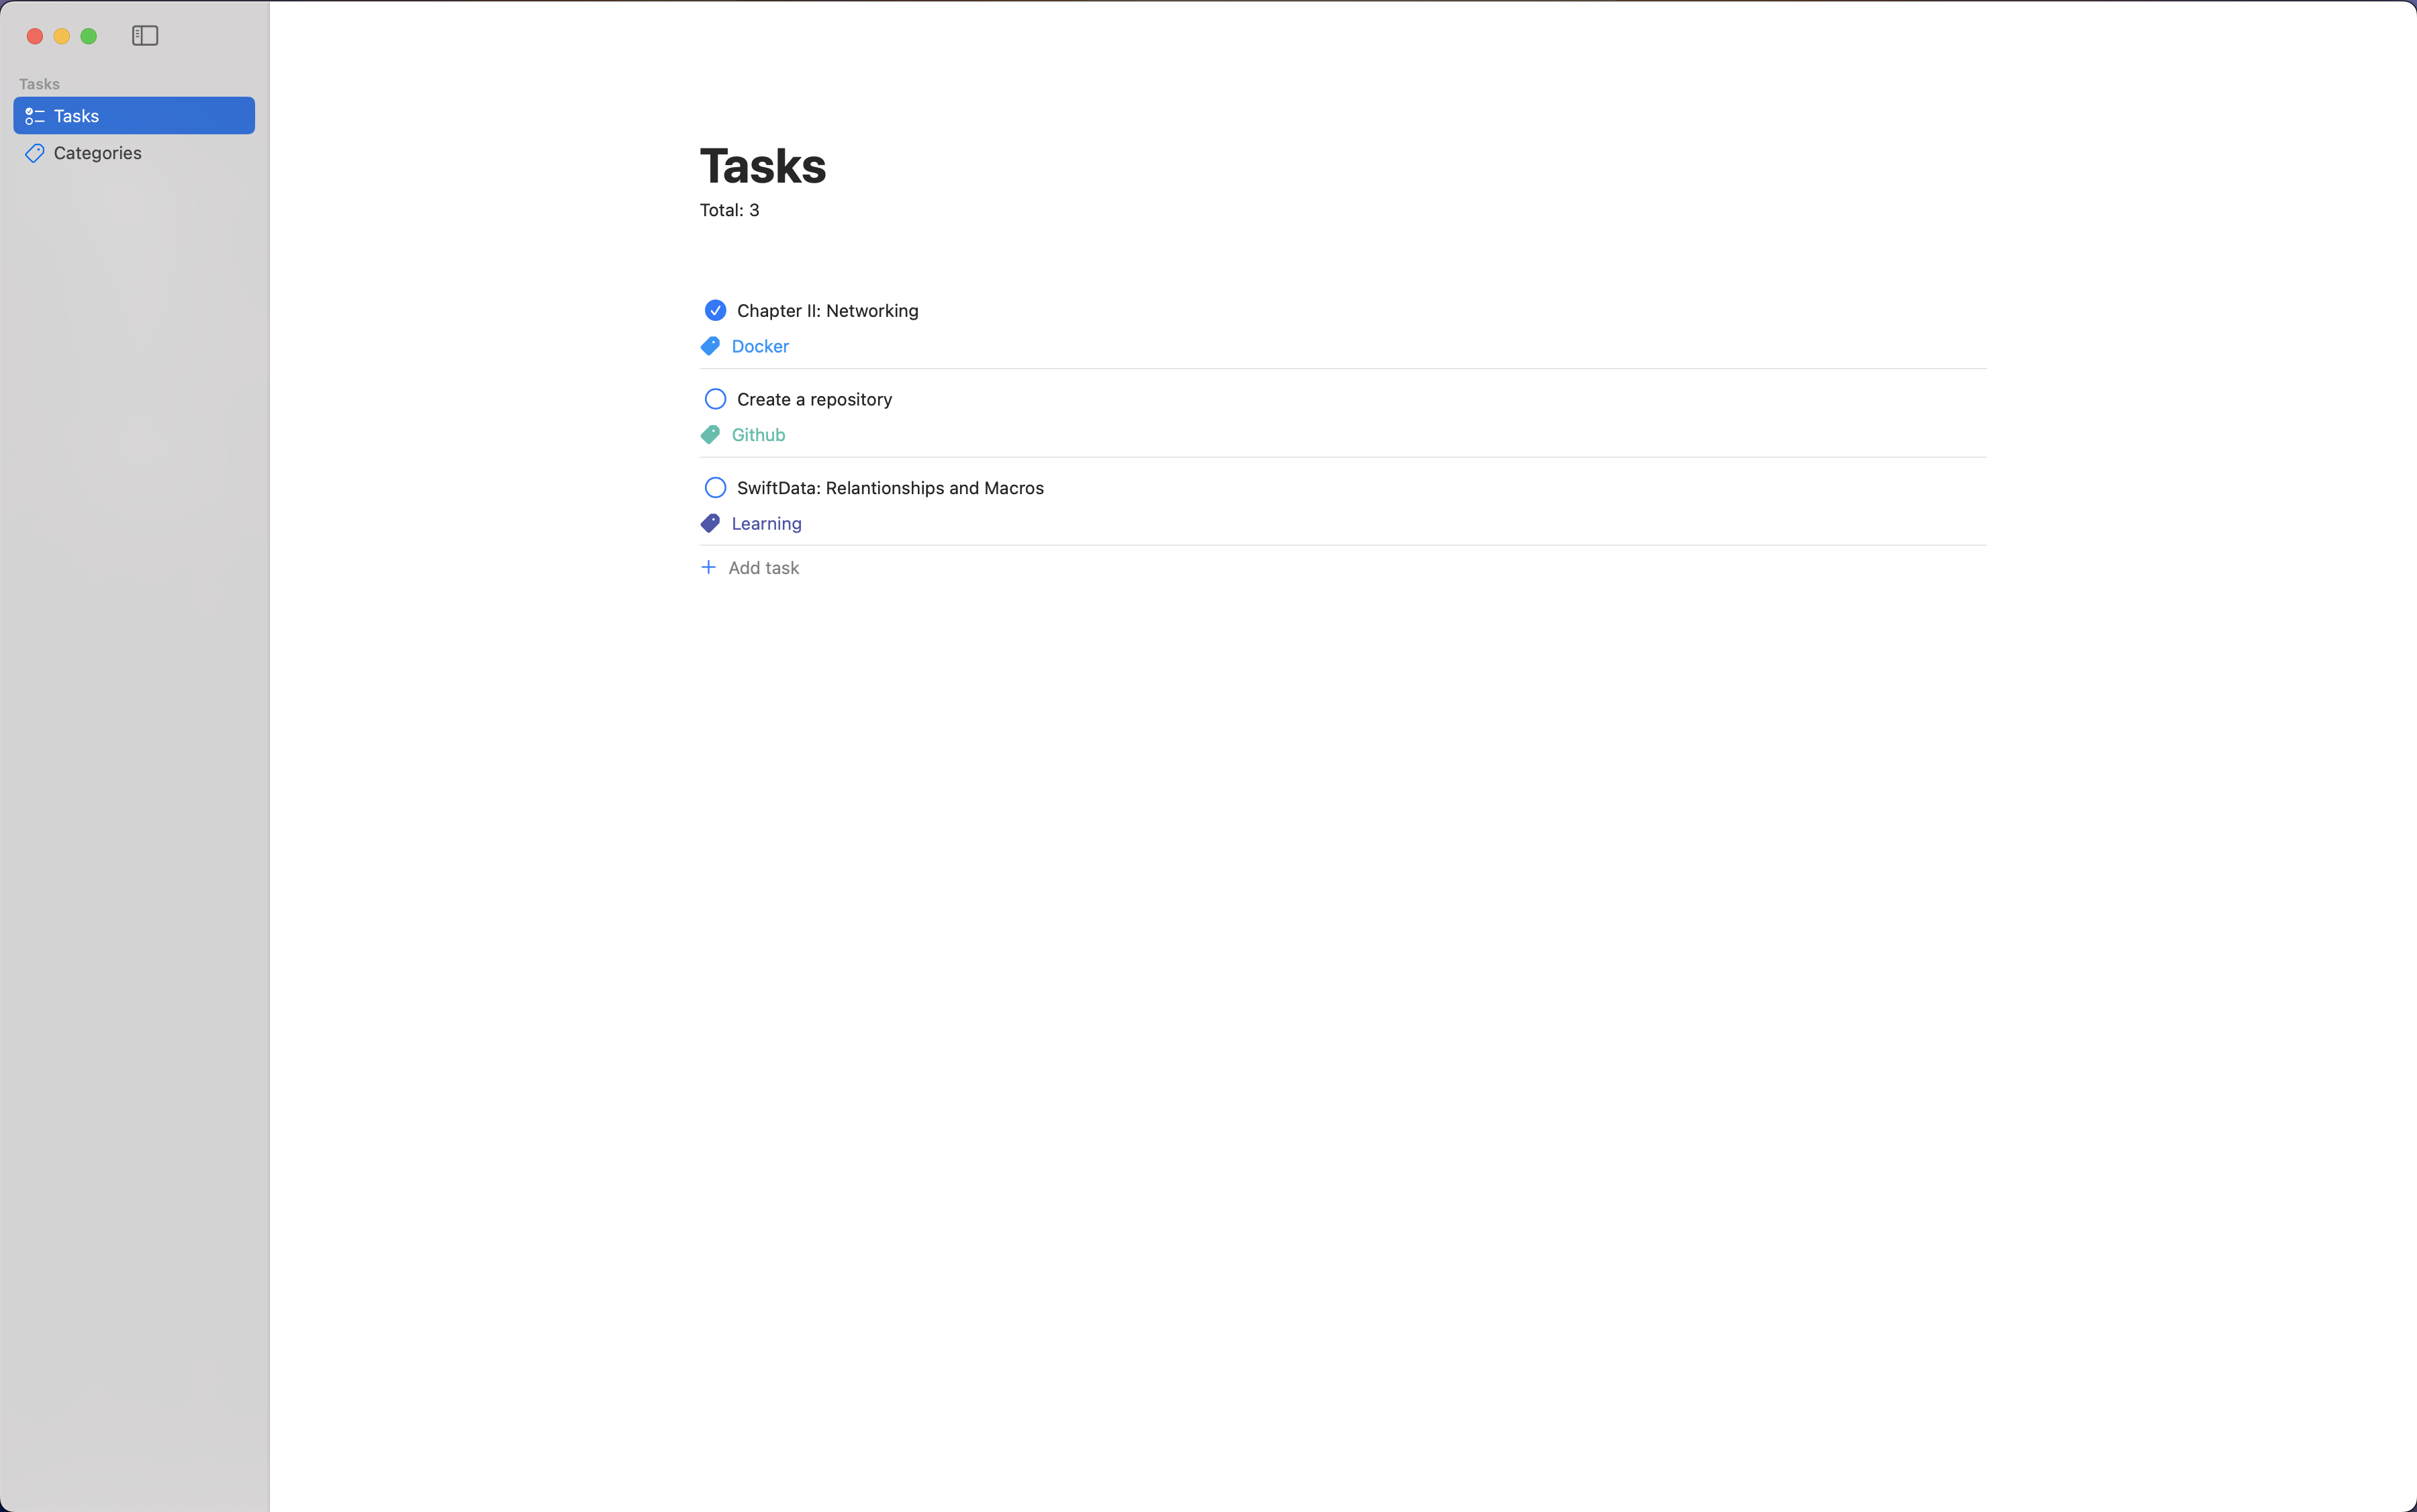 Tasks
Tasks
Categories
Tasks
Total: 3
Chapter II: Networking
Docker
Create a repository
Github
SwiftData: Relantionships and Macros
Learning
Add task